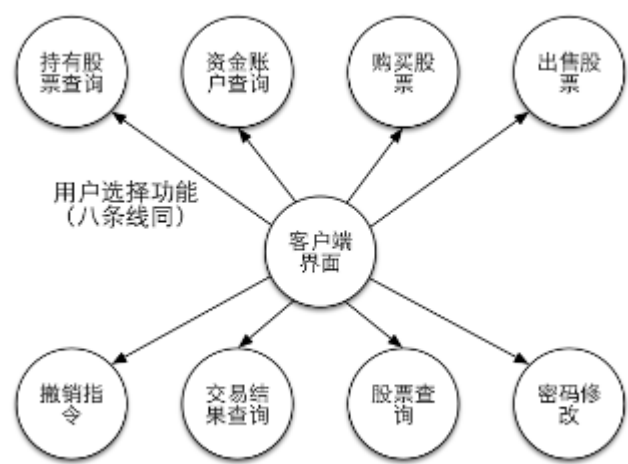 持有股
票查询
资金账
户查询
购买股
票
出售股
票
用户选择功能
（八条线同）
客户端
界面
撤销指
令
交易结
果查询
股票查
询
密码修
改